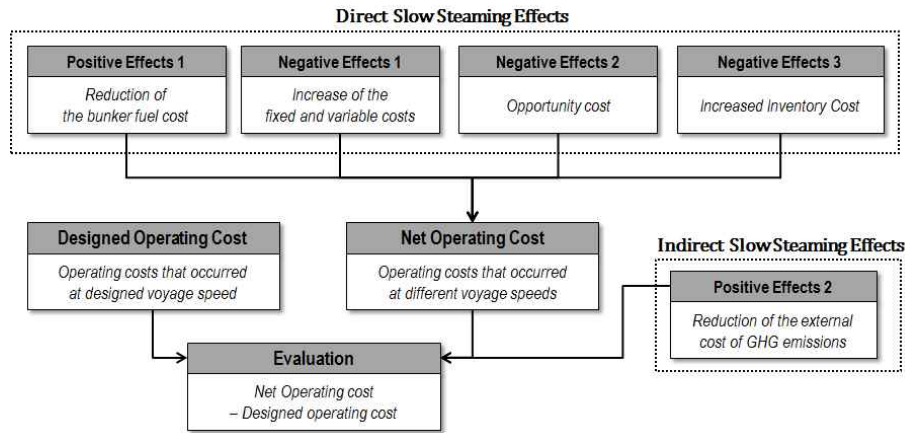 Direct Slow Steaming Effects
Positive Effects 1
Reduction of
the bunker fuel cost
Negative Effects 1
Increase of the
fixed and variable costs
Negative Effects 2
Opportunity cost
Negative Effects 3
Increased Inventory Cost
Designed Operating Cost
Operating costs that occurred
at designed voyage speed
Net Operating Cost
Operating costs that occurred
at different voyage speeds
Indirect Slow Steaming Effects
Positive Effects 2
Reduction of the external
cost of GHG emissions
Evaluation
Net Operating cost
– Designed operating cost